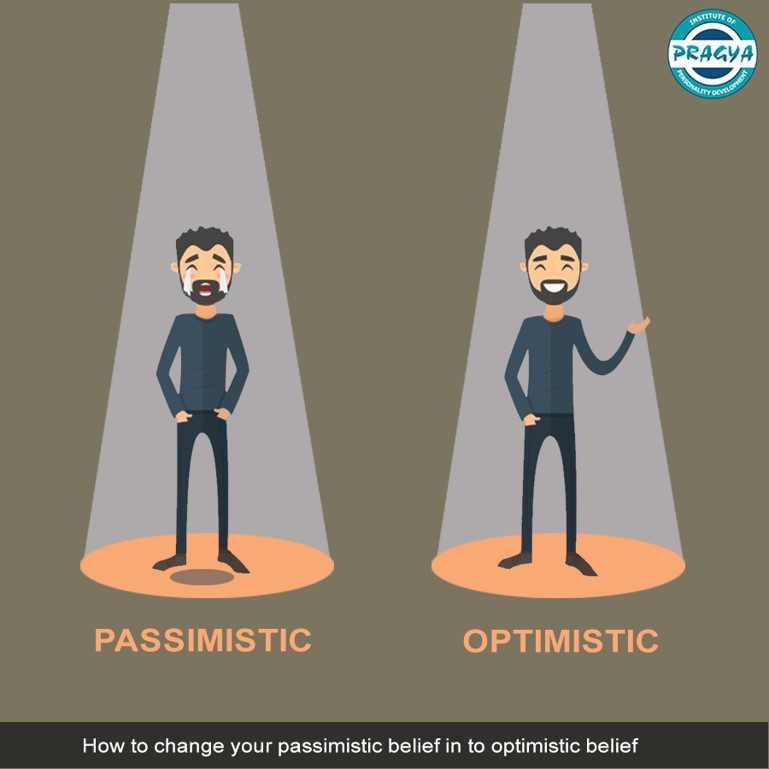 INSTITUTE OF
PRAGYA
PERSONALITY DEVELOPMENT
PASSIMISTIC
OPTIMISTIC
How to change your passimistic belief in to optimistic belief